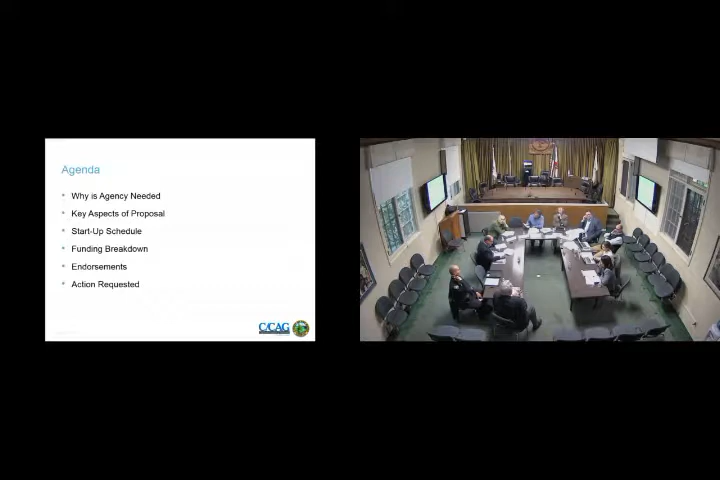 Agenda
Why is Agency Needed
Key Aspects of Proposal
Start-Up Schedule
Funding Breakdown
Endorsements
Action Requested
C/CAG